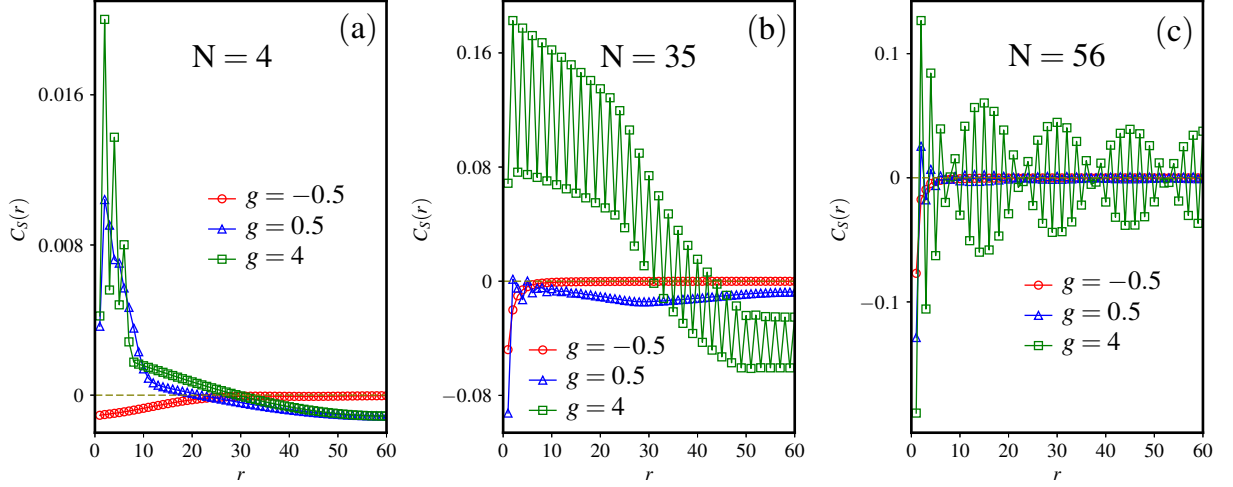 (a)
N = 4
0.016
0.008
0
C_S(r)
g = −0.5
g = 0.5
g = 4
0 10 20 30 40 50 60
r
(b)
N = 35
0.16
0.08
0
−0.08
C_S(r)
g = −0.5
g = 0.5
g = 4
0 10 20 30 40 50 60
r
(c)
N = 56
0.1
0
−0.1
C_S(r)
g = −0.5
g = 0.5
g = 4
0 10 20 30 40 50 60
r